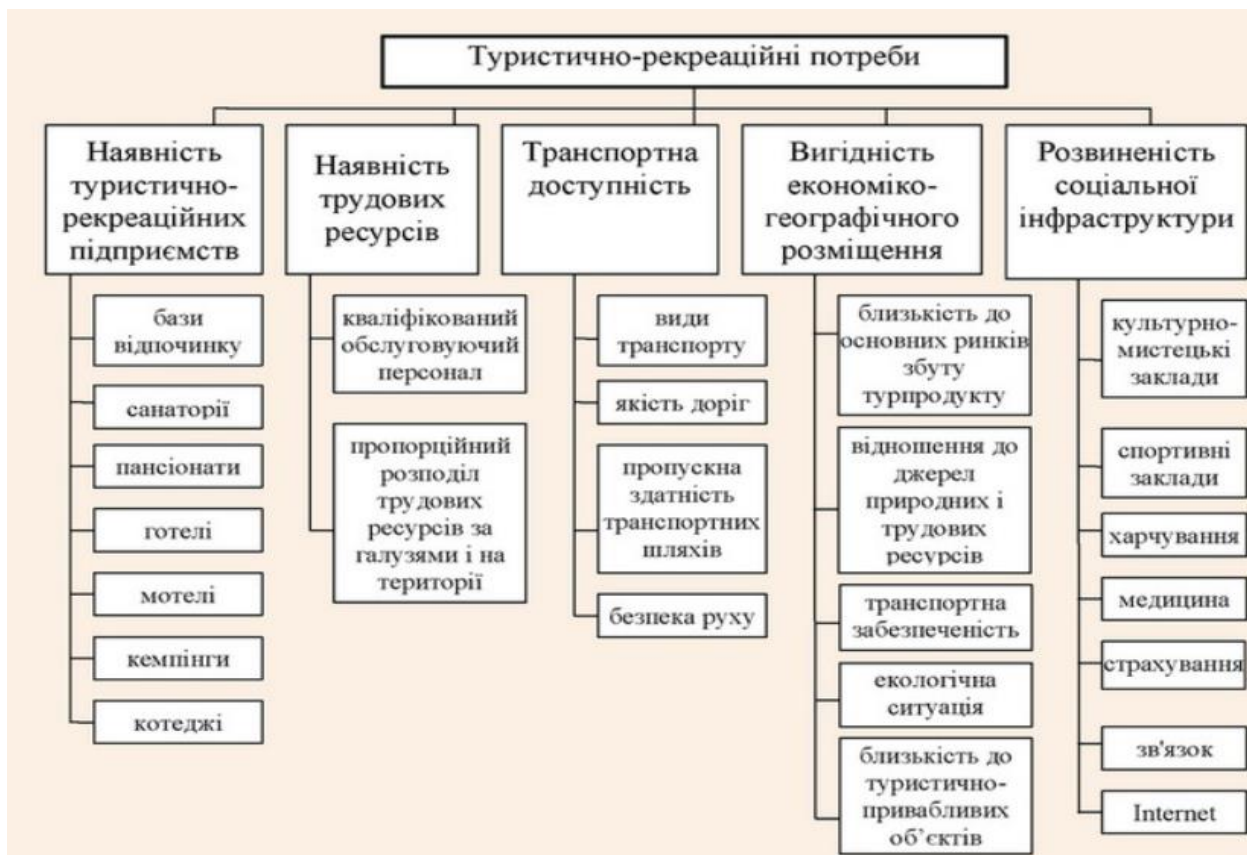 Туристично-рекреаційні потреби
Наявність
туристично-
рекреаційних
підприємств
бази
відпочинку
санаторії
пансіонати
готелі
мотелі
кемпінги
котеджі
Наявність
трудових
ресурсів
кваліфікований
обслуговуючий
персонал
пропорційний
розподіл
трудових
ресурсів за
галузями і на
території
Транспортна
доступність
види
транспорту
якість доріг
пропускна
здатність
транспортних
шляхів
безпека руху
Вигідність
економіко-
географічного
розміщення
близькість до
основних ринків
збуту
турпродукту
відношення до
джерел
природних і
трудових
ресурсів
транспортна
забезпеченість
екологічна
ситуація
близькість до
туристично-
привабливих
об’єктів
Розвиненість
соціальної
інфраструктури
культурно-
мистецькі
заклади
спортивні
заклади
харчування
медицина
страхування
зв'язок
Internet